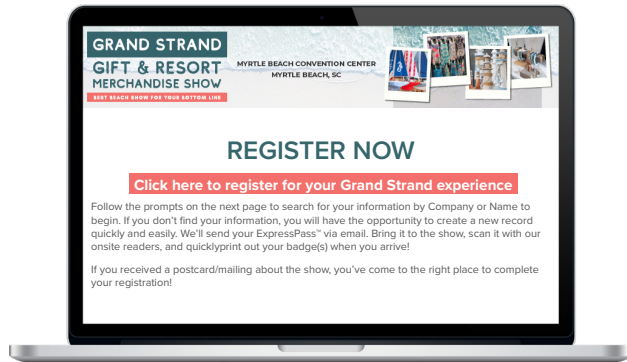 GRAND STRAND
GIFT & RESORT
MERCHANDISE SHOW
BEST BEACH SHOW FOR YOUR BOTTOM LINE
MYRTLE BEACH CONVENTION CENTER
MYRTLE BEACH, SC
REGISTER NOW
Click here to register for your Grand Strand experience
Follow the prompts on the next page to search for your information by Company or Name to
begin. If you don't find your information, you will have the opportunity to create a new record
quickly and easily. We'll send your ExpressPass™ via email. Bring it to the show, scan it with our
onsite readers, and quicklyprint out your badge(s) when you arrive!
If you received a postcard/mailing about the show, you've come to the right place to complete
your registration!